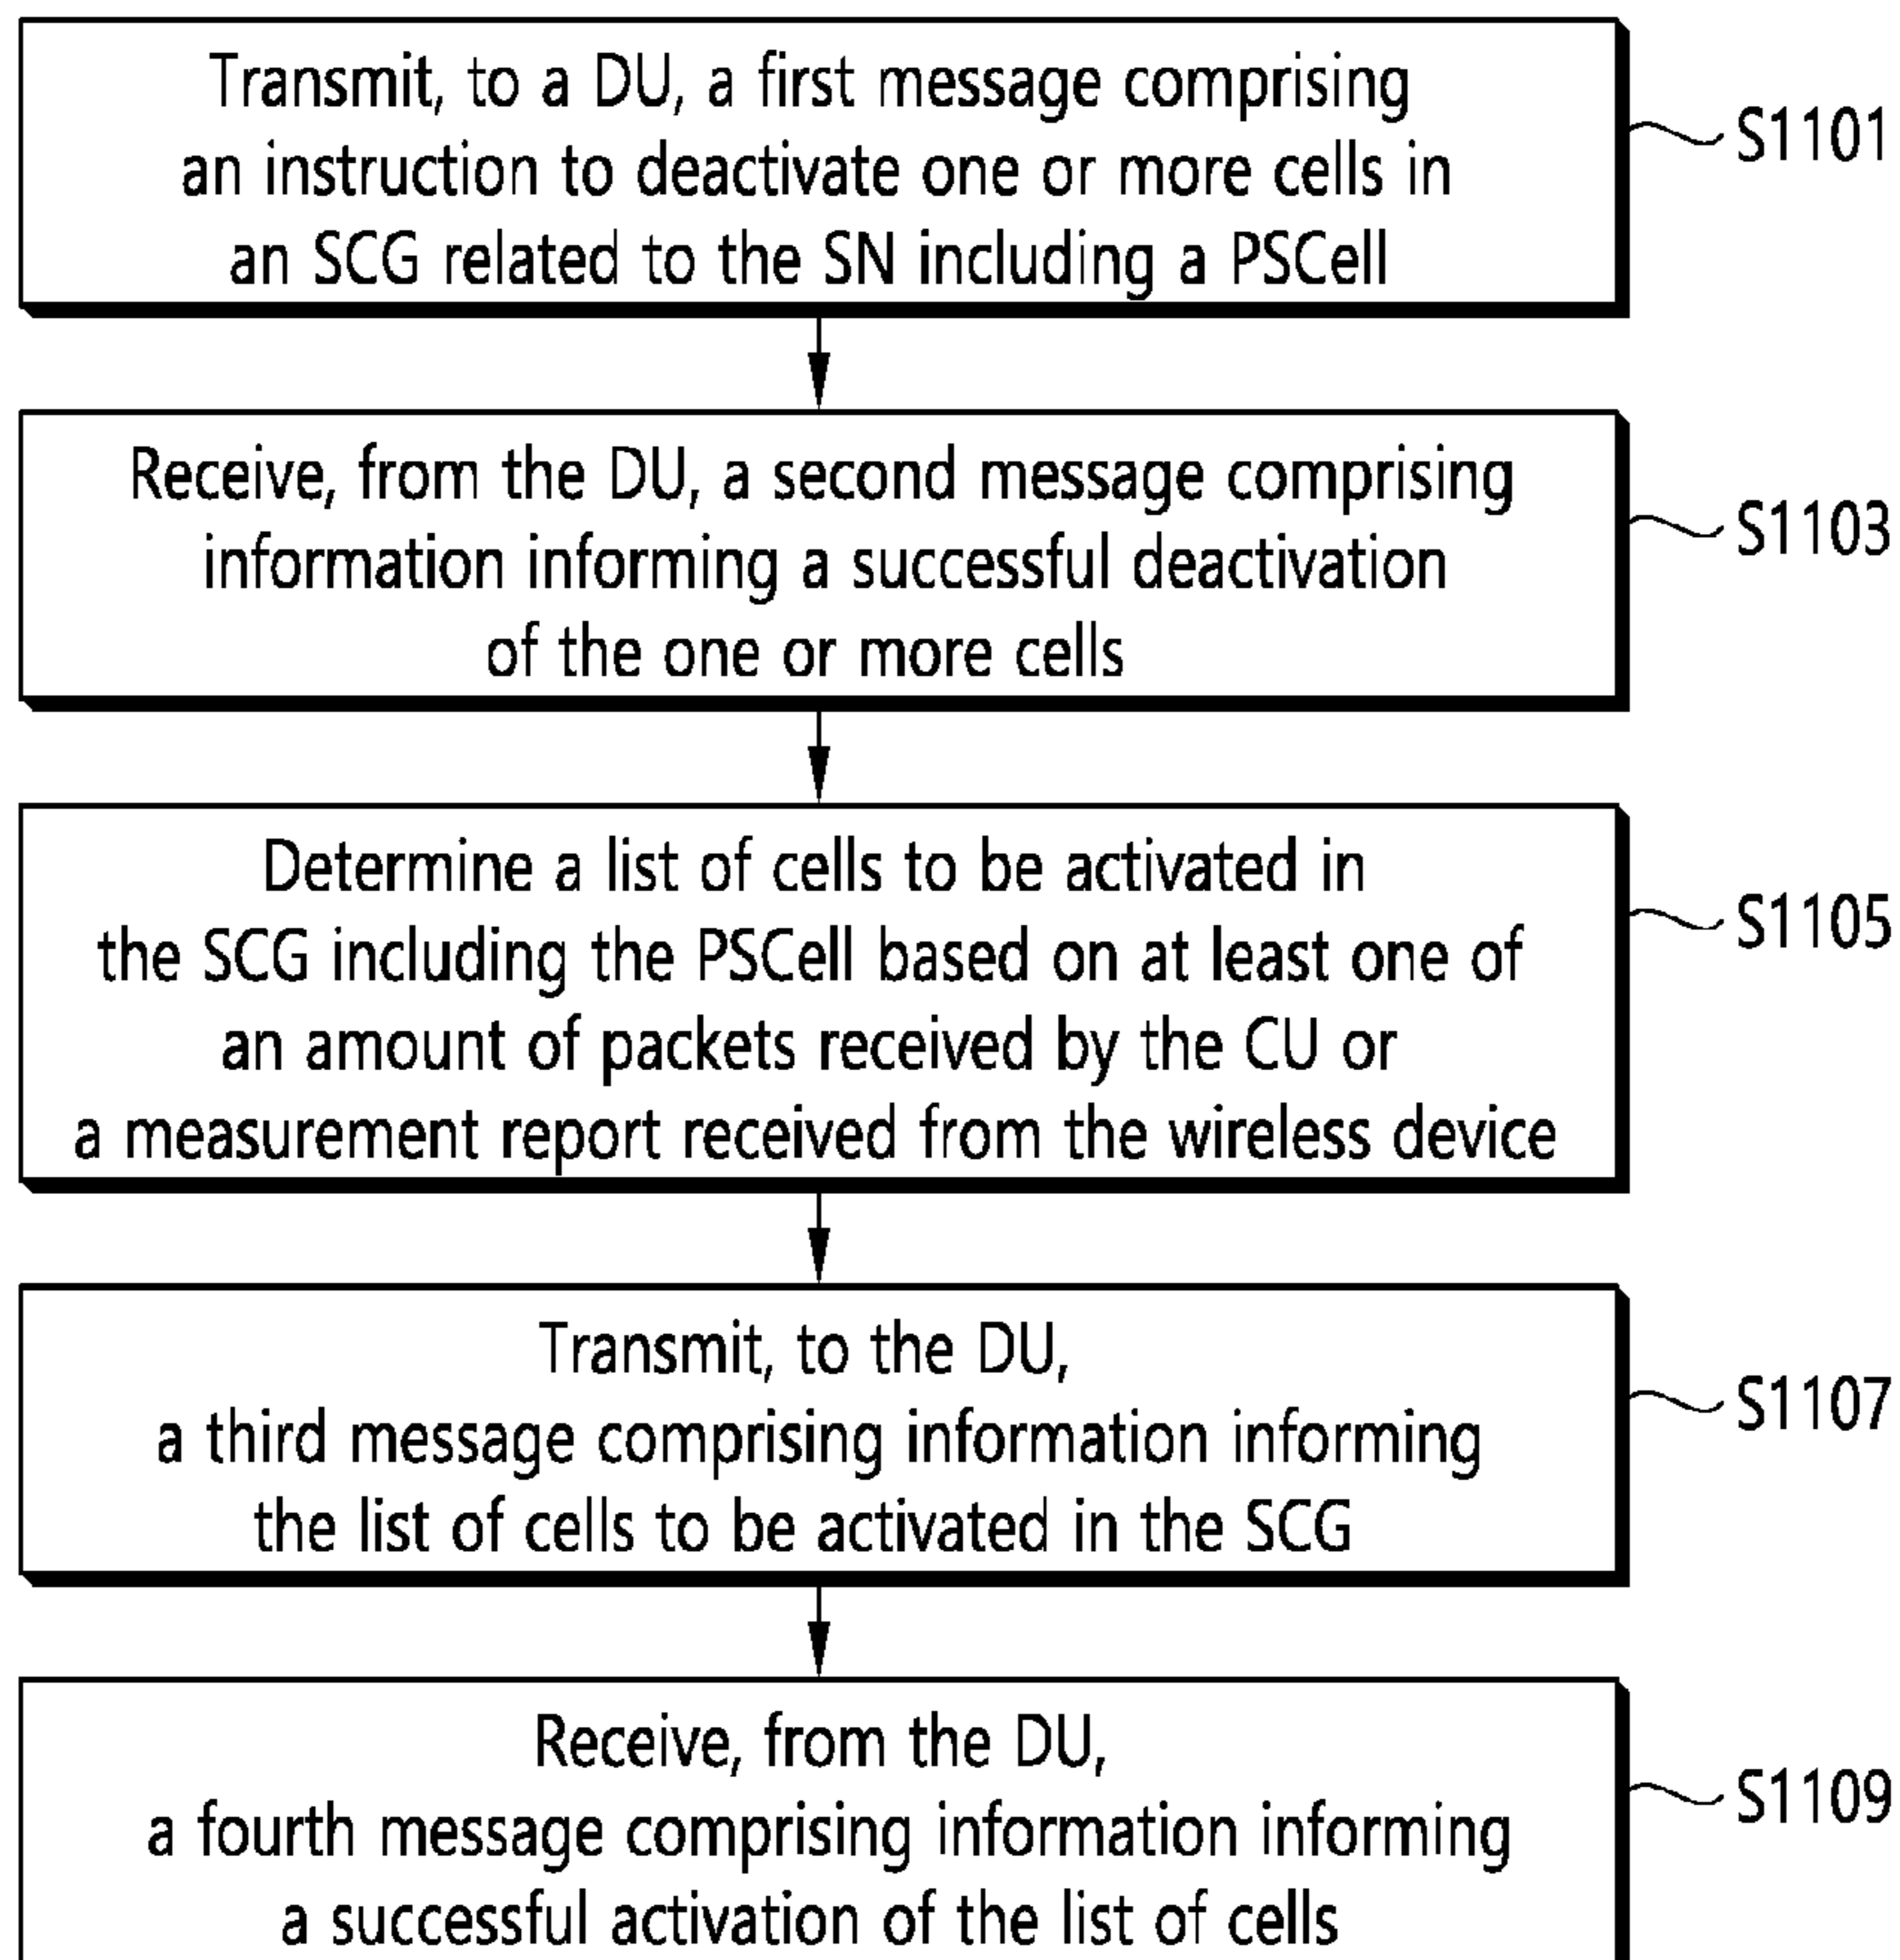 Transmit, to a DU, a first message comprising
an instruction to deactivate one or more cells in
an SCG related to the SN including a PSCell
S1101
Receive, from the DU, a second message comprising
information informing a successful deactivation
of the one or more cells
S1103
Determine a list of cells to be activated in
the SCG including the PSCell based on at least one of
an amount of packets received by the CU or
a measurement report received from the wireless device
S1105
Transmit, to the DU,
a third message comprising information informing
the list of cells to be activated in the SCG
S1107
Receive, from the DU,
a fourth message comprising information informing
a successful activation of the list of cells
S1109